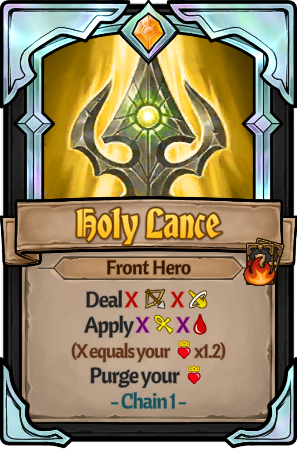 Holy Lance
Front Hero
Deal X X
Apply X X
(X equals your x1.2)
Purge your
- Chain 1 -